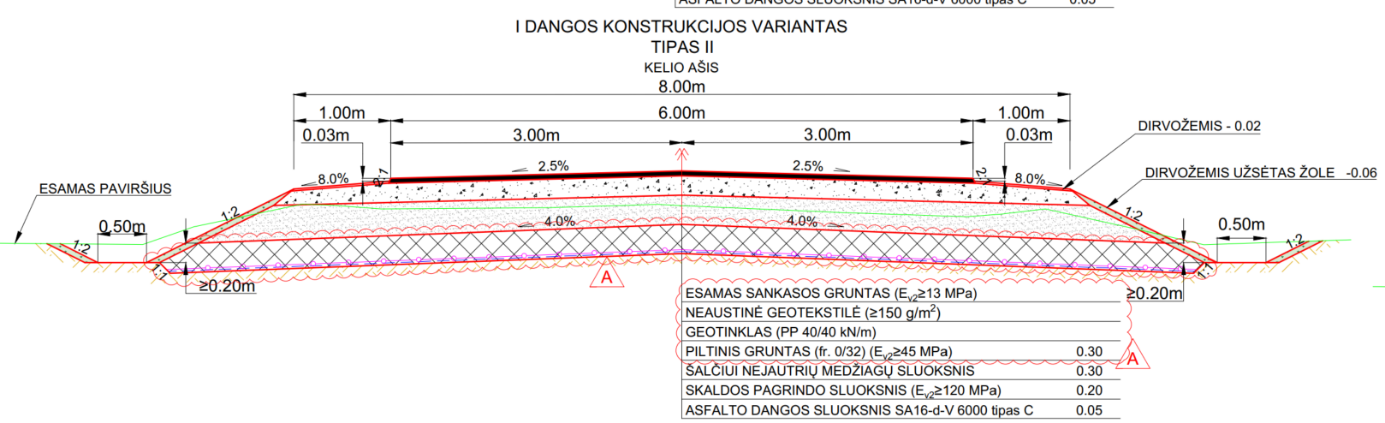 ASFALTO DANGOS SLUOKSNIS SA16-d-V 6000 tipas C 0.05
I DANGOS KONSTRUKCIJOS VARIANTAS
TIPAS II
KELIO AŠIS
8.00m
1.00m 6.00m 1.00m
0.03m 3.00m 3.00m 0.03m
DIRVOŽEMIS - 0.02
DIRVOŽEMIS UŽSĖTAS ŽOLE -0.06
ESAMAS PAVIRŠIUS
8.0% 2:1 2.5% 2.5% 2:1 8.0%
1:2 1:2
0.50m 4.0% 4.0% 0.50m
1:2 1:2
1:1 1:1
≥0.20m A ≥0.20m
ESAMAS SANKASOS GRUNTAS (Ev2≥13 MPa)
NEAUSTINĖ GEOTEKSTILĖ (≥150 g/m²)
GEOTINKLAS (PP 40/40 kN/m)
PILTINIS GRUNTAS (fr. 0/32) (Ev2≥45 MPa) 0.30
A
ŠALČIUI NEJAUTRIŲ MEDŽIAGŲ SLUOKSNIS 0.30
SKALDOS PAGRINDO SLUOKSNIS (Ev2≥120 MPa) 0.20
ASFALTO DANGOS SLUOKSNIS SA16-d-V 6000 tipas C 0.05